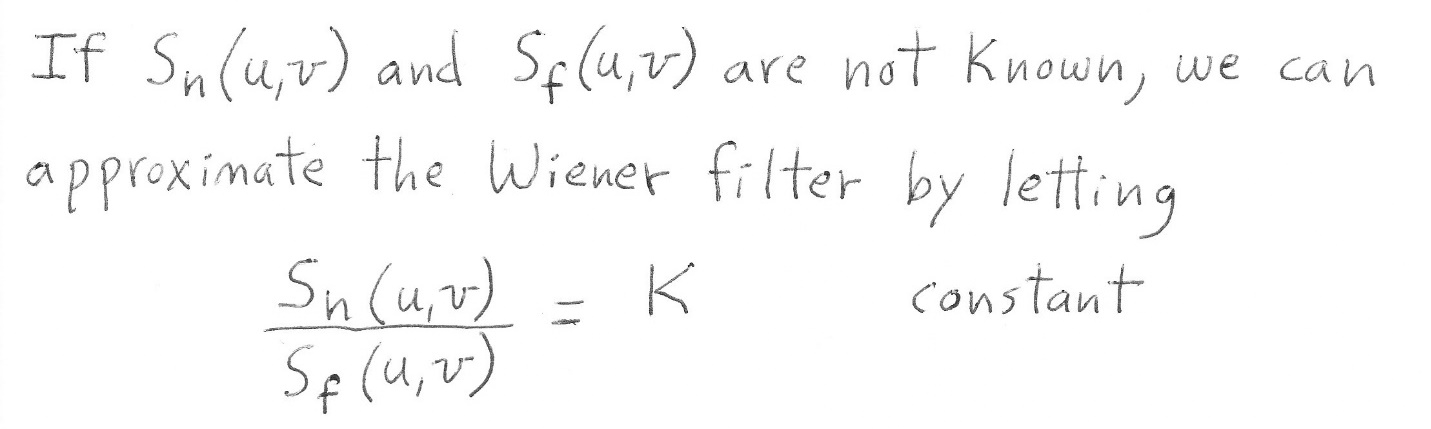 If Sn(u,v) and Sf(u,v) are not known, we can
approximate the Wiener filter by letting
Sn(u,v) / Sf(u,v) = K constant